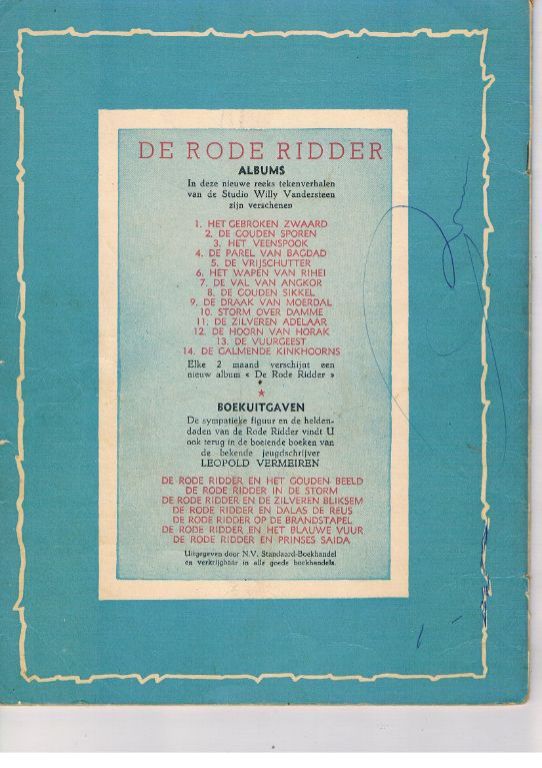 DE RODE RIDDER
ALBUMS
In deze nieuwe reeks tekenverhalen
van de Studio Willy Vandersteen
zijn verschenen
1. HET GEBROKEN ZWAARD
2. DE GOUDEN SPOREN
3. HET VEENSPOOK
4. DE PAREL VAN BAGDAD
5. DE VRIJSCHUTTER
6. HET WAPEN VAN RIHEI
7. DE VAL VAN ANGKOR
8. DE GOUDEN SIKKEL
9. DE DRAAK VAN MOERDAL
10. STORM OVER DAMME
11. DE ZILVEREN ADELAAR
12. DE HOORN VAN HORAK
13. DE VUURGEEST
14. DE GALMENDE KINKHOORNS
Elke 2 maand verschijnt een
nieuw album « De Rode Ridder »
BOEKUITGAVEN
De sympatieke figuur en de helden-
daden van de Rode Ridder vindt U
ook terug in de boeiende boeken van
de bekende jeugdschrijver
LEOPOLD VERMEIREN
DE RODE RIDDER EN HET GOUDEN BEELD
DE RODE RIDDER IN DE STORM
DE RODE RIDDER EN DE ZILVEREN BLIKSEM
DE RODE RIDDER EN DALAS DE REUS
DE RODE RIDDER OP DE BRANDSTAPEL
DE RODE RIDDER EN HET BLAUWE VUUR
DE RODE RIDDER EN PRINSES SAIDA
Uitgegeven door N.V. Standaard-Boekhandel
en verkrijgbaar in alle goede boekhandels.